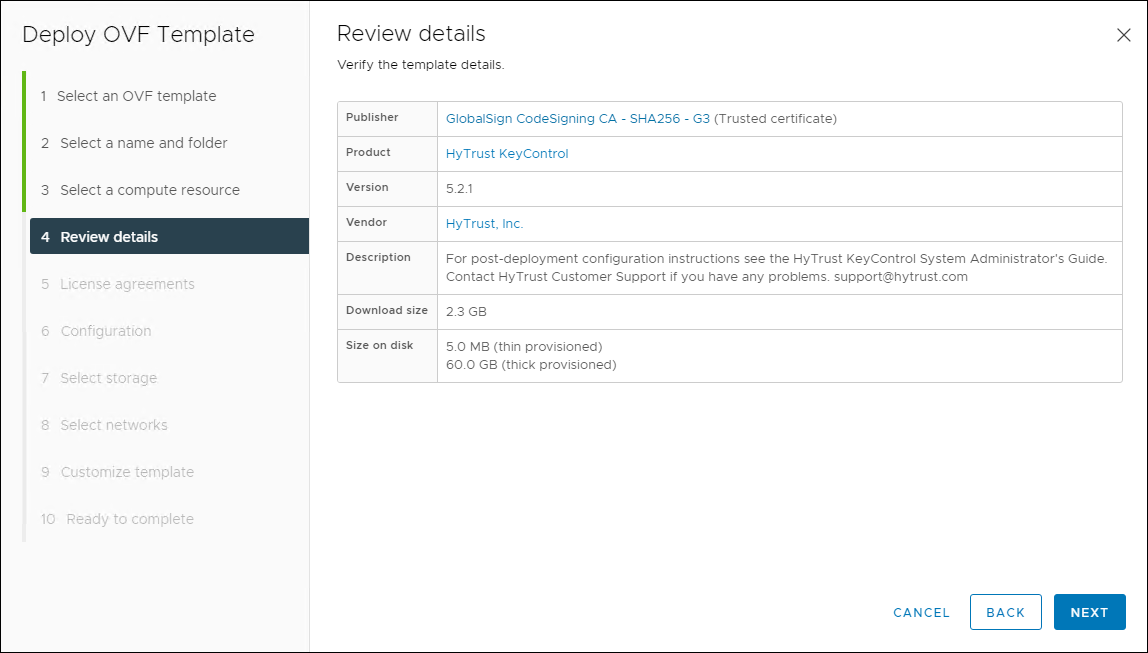 Deploy OVF Template
1 Select an OVF template
2 Select a name and folder
3 Select a compute resource
4 Review details
5 License agreements
6 Configuration
7 Select storage
8 Select networks
9 Customize template
10 Ready to complete
Review details
Verify the template details.
Publisher GlobalSign CodeSigning CA - SHA256 - G3 (Trusted certificate)
Product HyTrust KeyControl
Version 5.2.1
Vendor HyTrust, Inc.
Description For post-deployment configuration instructions see the HyTrust KeyControl System Administrator's Guide.
Contact HyTrust Customer Support if you have any problems. support@hytrust.com
Download size 2.3 GB
Size on disk 5.0 MB (thin provisioned)
60.0 GB (thick provisioned)
CANCEL BACK NEXT